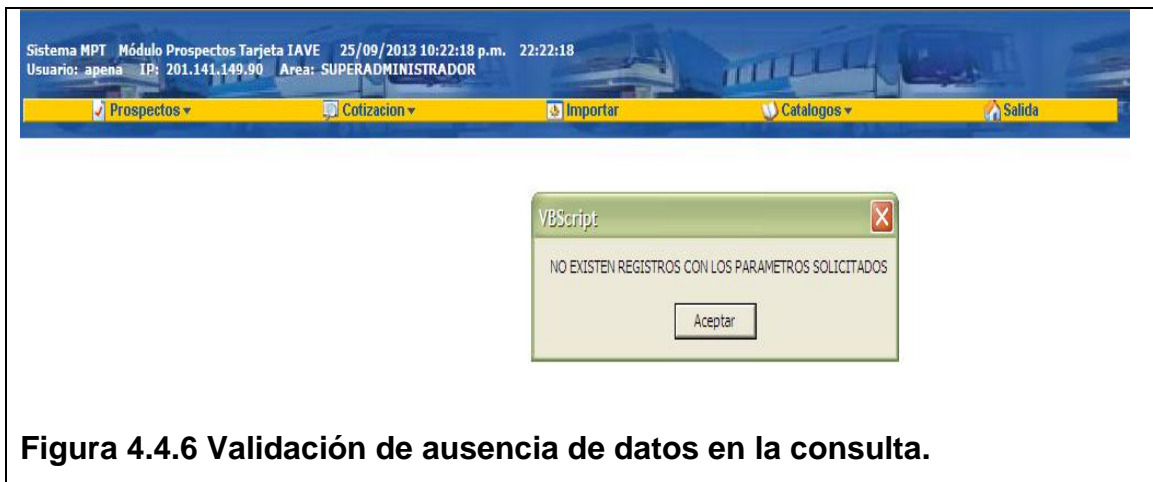 Sistema MPT Módulo Prospectos Tarjeta IAVE 25/09/2013 10:22:18 p.m. 22:22:18
Usuario: apena IP: 201.141.149.90 Area: SUPERADMINISTRADOR
Prospectos Cotizacion Importar Catalogos Salida
VBScript
NO EXISTEN REGISTROS CON LOS PARAMETROS SOLICITADOS
Aceptar
Figura 4.4.6 Validación de ausencia de datos en la consulta.